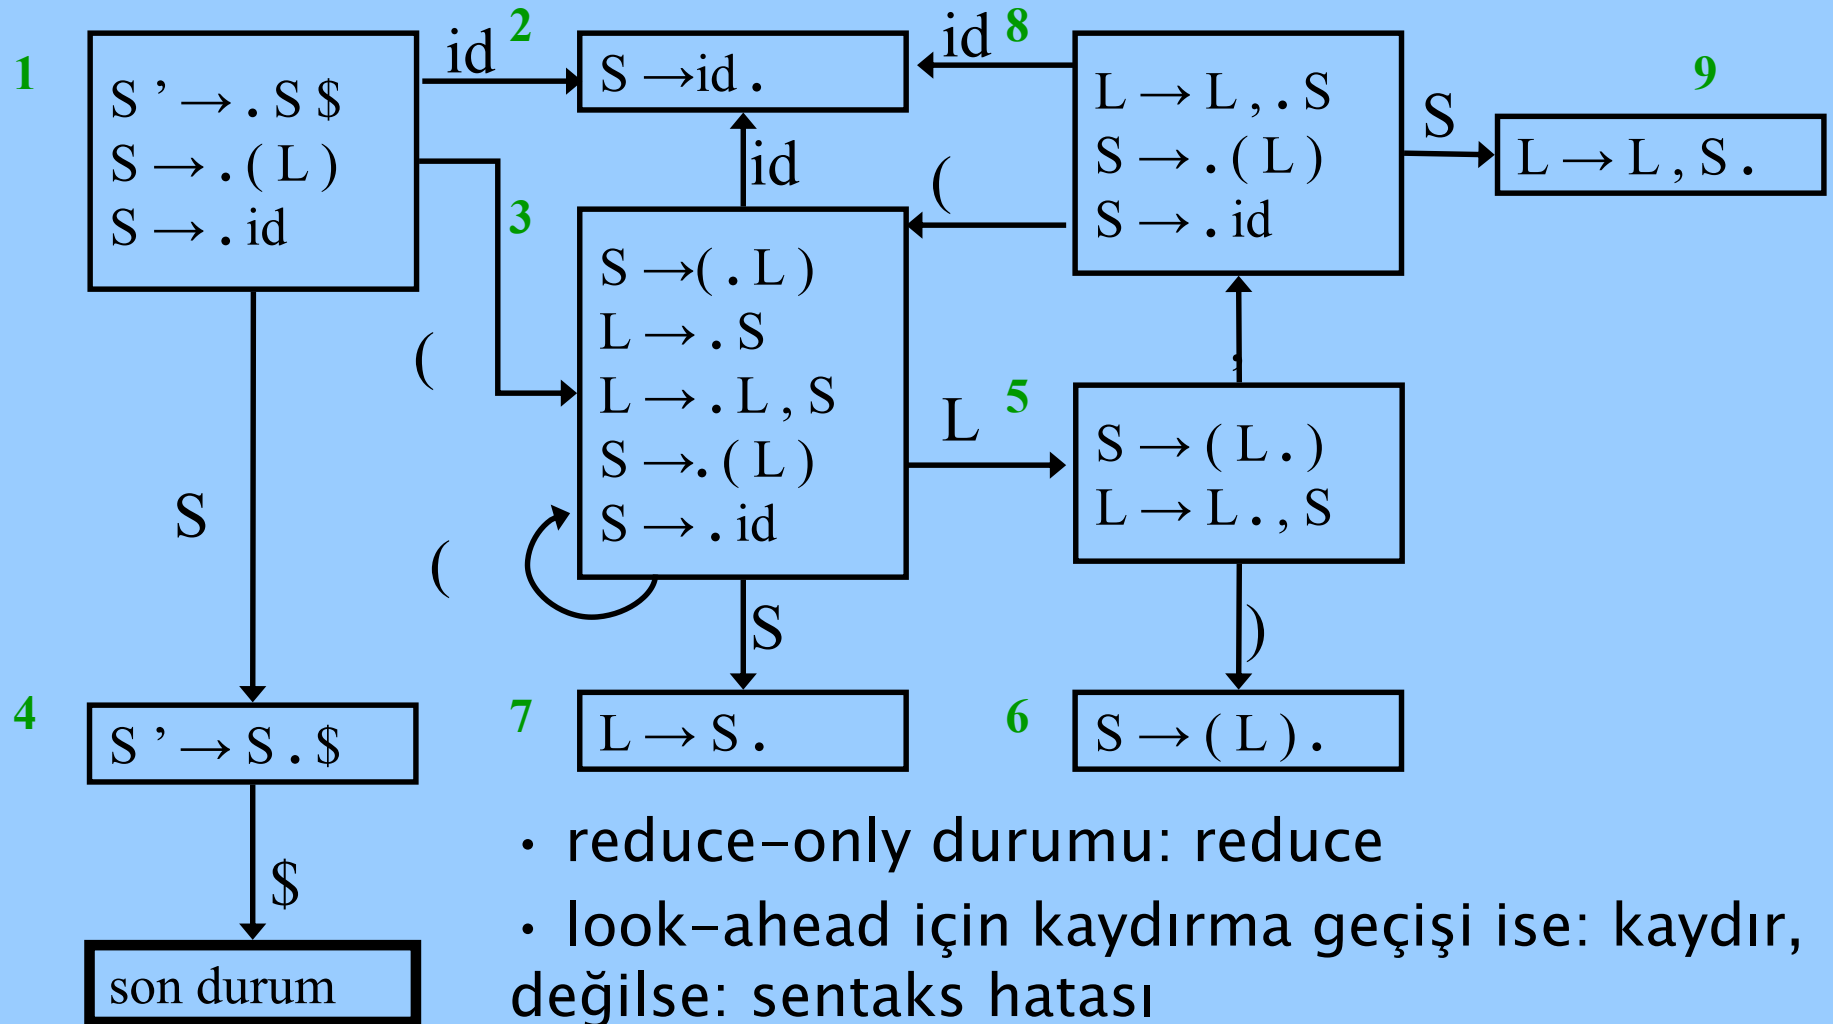 1
S ’ → . S $
S → . ( L )
S → . id
id
2
S → id .
id
8
L → L , . S
S → . ( L )
S → . id
S
9
L → L , S .
id
(
3
S → ( . L )
L → . S
L → . L , S
S → . ( L )
S → . id
(
(
L
5
S → ( L . )
L → L . , S
,
S
S
)
4
S ’ → S . $
7
L → S .
6
S → ( L ) .
$
son durum
• reduce-only durumu: reduce
• look-ahead için kaydırma geçişi ise: kaydır,
değilse: sentaks hatası